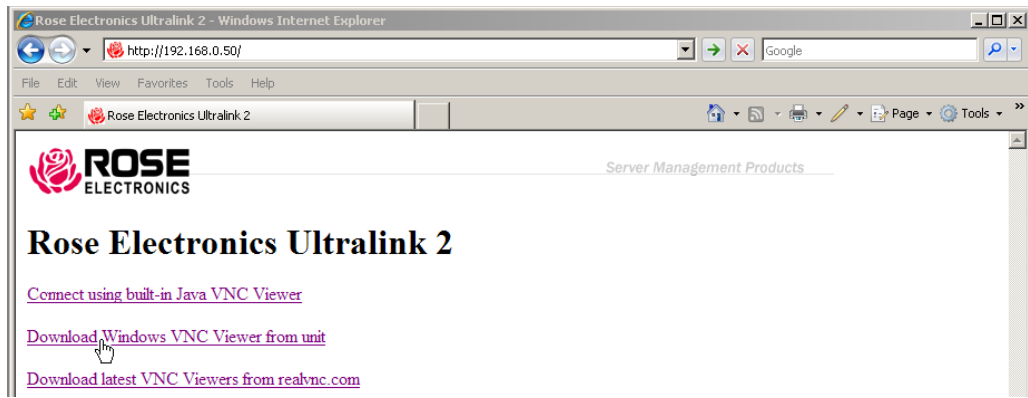 Rose Electronics Ultralink 2 - Windows Internet Explorer
http://192.168.0.50/
Google
File Edit View Favorites Tools Help
Rose Electronics Ultralink 2
Page Tools »
ROSE
ELECTRONICS
Server Management Products
Rose Electronics Ultralink 2
Connect using built-in Java VNC Viewer
Download Windows VNC Viewer from unit
Download latest VNC Viewers from realvnc.com